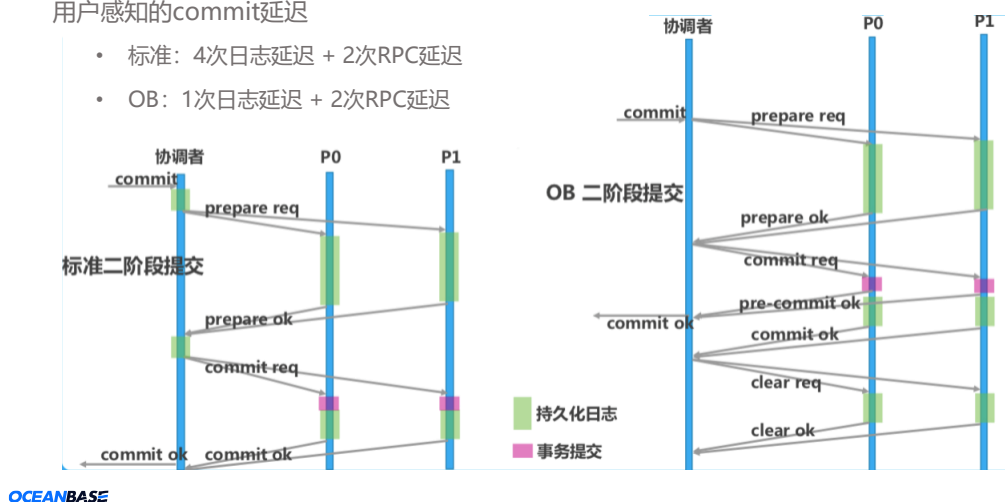 用户感知的commit延迟
• 标准：4次日志延迟 + 2次RPC延迟
• OB：1次日志延迟 + 2次RPC延迟
协调者 P0 P1
commit
prepare req
标准二阶段提交
prepare ok
commit req
commit ok commit ok
协调者 P0 P1
commit
prepare req
OB 二阶段提交
prepare ok
commit req
pre-commit ok
commit ok
commit ok
clear req
clear ok
持久化日志
事务提交
OCEANBASE